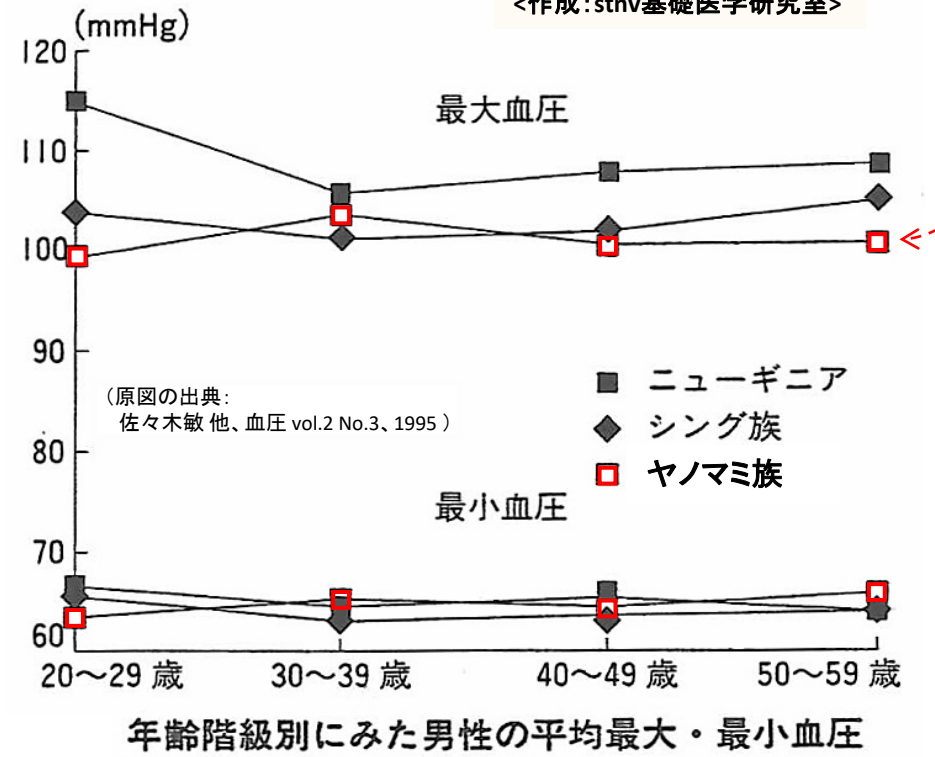 <作成：sthv基礎医学研究室>
(mmHg)
120
最大血圧
110
100
90
（原図の出典：
佐々木敏 他、血圧 vol.2 No.3、1995 ）
ニューギニア
シング族
ヤノマミ族
80
最小血圧
70
60
20〜29 歳 30〜39 歳 40〜49 歳 50〜59 歳
年齢階級別にみた男性の平均最大・最小血圧